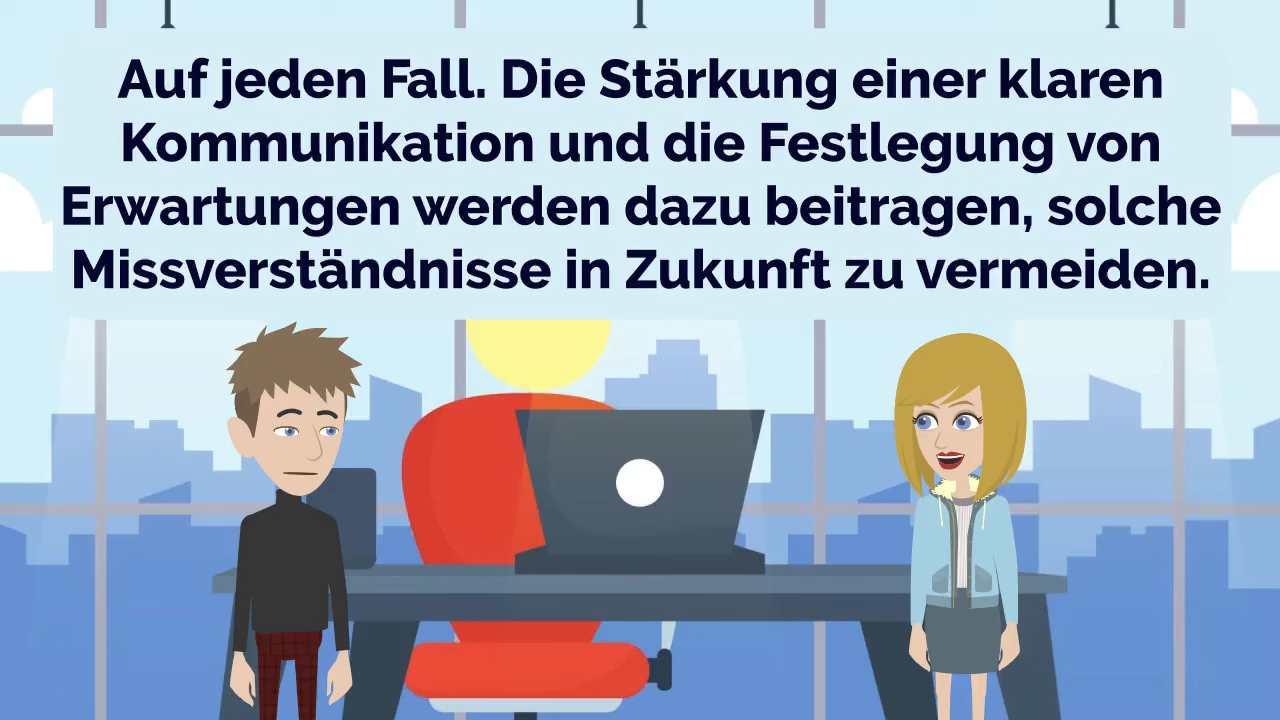 Auf jeden Fall. Die Stärkung einer klaren
Kommunikation und die Festlegung von
Erwartungen werden dazu beitragen, solche
Missverständnisse in Zukunft zu vermeiden.